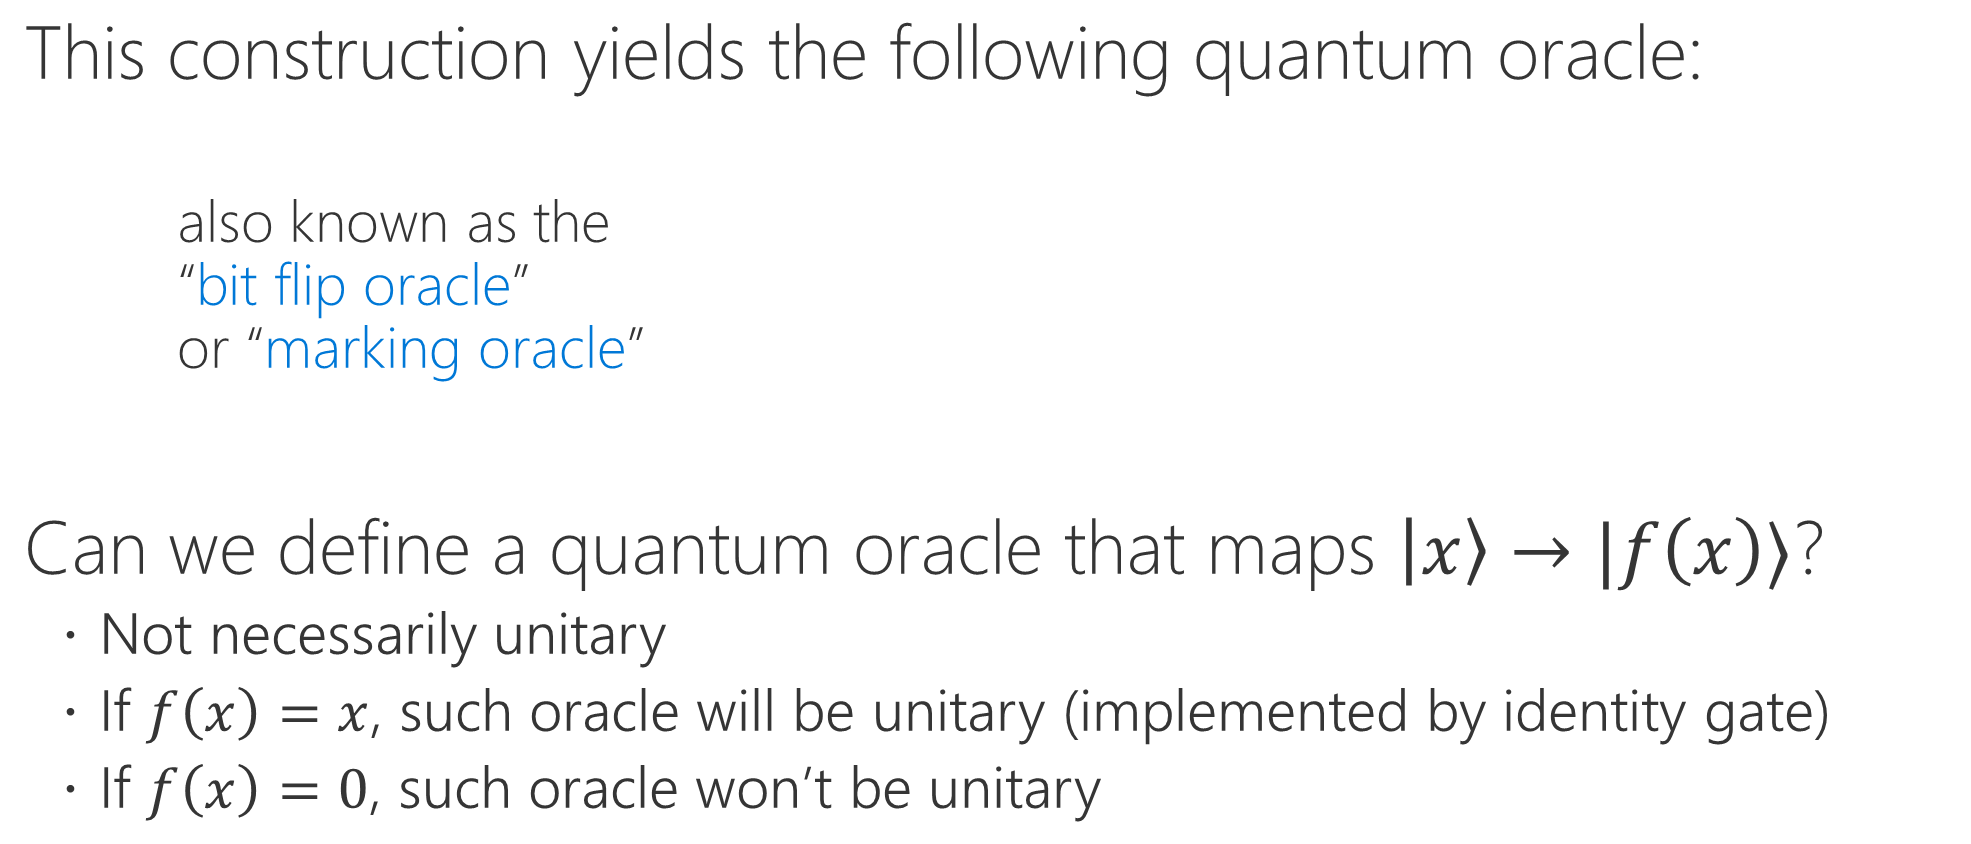 This construction yields the following quantum oracle:
also known as the
“bit flip oracle”
or “marking oracle”
Can we define a quantum oracle that maps |𝑥⟩ → |𝑓(𝑥)⟩?
· Not necessarily unitary
· If 𝑓(𝑥) = 𝑥, such oracle will be unitary (implemented by identity gate)
· If 𝑓(𝑥) = 0, such oracle won’t be unitary